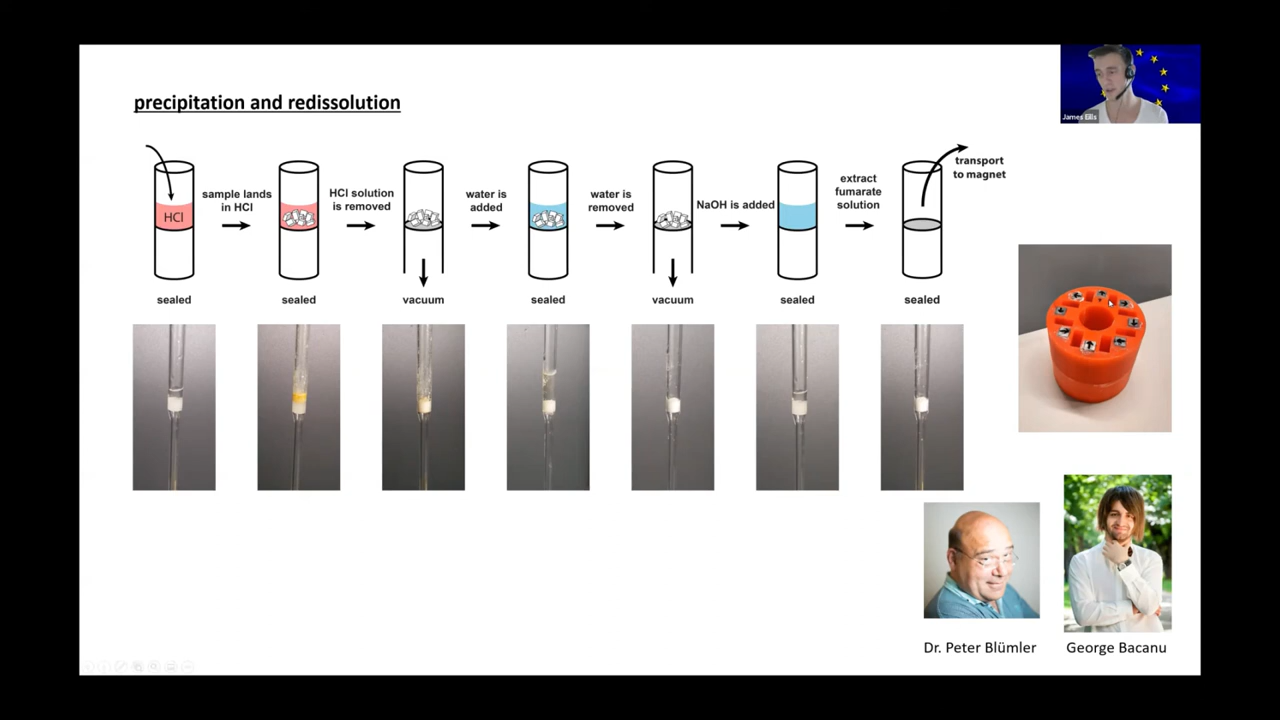 James Eills
precipitation and redissolution
HCl
sample lands
in HCl
HCl solution
is removed
water is
added
water is
removed
NaOH is added
extract
fumarate
solution
transport
to magnet
sealed
sealed
vacuum
sealed
vacuum
sealed
sealed
Dr. Peter Blümler
George Bacanu